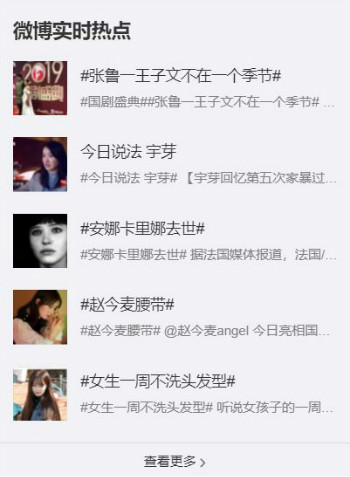 微博实时热点
2019
#张鲁一王子文不在一个季节#
#国剧盛典##张鲁一王子文不在一个季节# ...
今日说法 宇芽
#今日说法 宇芽# 【宇芽回忆第五次家暴过...
#安娜卡里娜去世#
#安娜卡里娜去世# 据法国媒体报道，法国/...
#赵今麦腰带#
#赵今麦腰带# @赵今麦angel 今日亮相国...
#女生一周不洗头发型#
#女生一周不洗头发型# 听说女孩子的一周...
查看更多 >